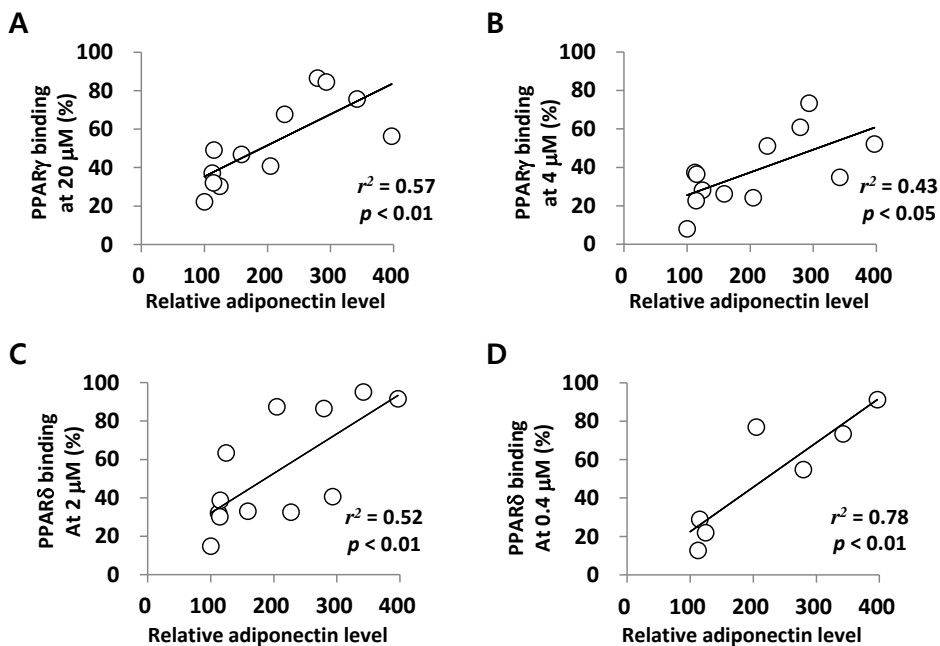 A
PPARγ binding
at 20 μM (%)
100
80
60
40
20
0
r² = 0.57
p < 0.01
0 100 200 300 400
Relative adiponectin level
B
PPARγ binding
at 4 μM (%)
100
80
60
40
20
0
r² = 0.43
p < 0.05
0 100 200 300 400
Relative adiponectin level
C
PPARδ binding
At 2 μM (%)
100
80
60
40
20
0
r² = 0.52
p < 0.01
0 100 200 300 400
Relative adiponectin level
D
PPARδ binding
At 0.4 μM (%)
100
80
60
40
20
0
r² = 0.78
p < 0.01
0 100 200 300 400
Relative adiponectin level